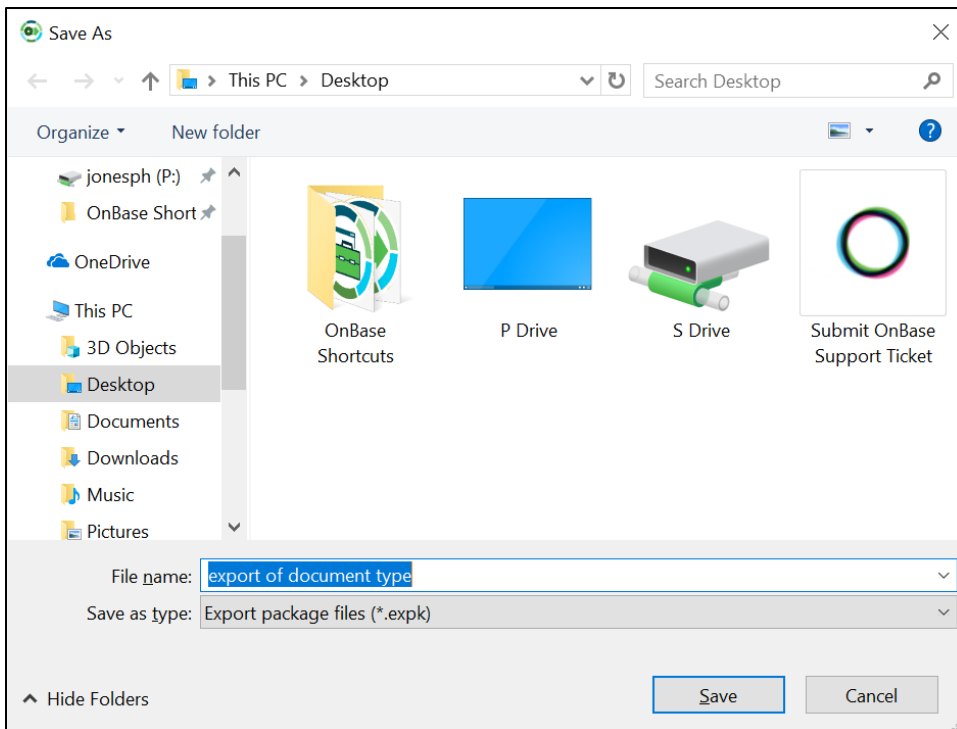 Save As
This PC > Desktop
Search Desktop
Organize
New folder
jonesph (P:)
OnBase Short
OneDrive
This PC
3D Objects
Desktop
Documents
Downloads
Music
Pictures
OnBase Shortcuts
P Drive
S Drive
Submit OnBase Support Ticket
File name: export of document type
Save as type: Export package files (*.expk)
Hide Folders
Save
Cancel